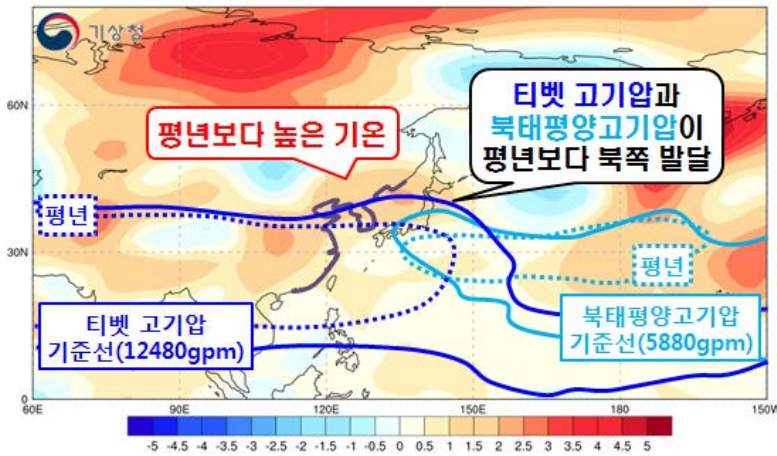 기상청
티벳 고기압과
북태평양고기압이
평년보다 북쪽 발달
평년보다 높은 기온
60N
평년
30N
평년
티벳 고기압
기준선(12480gpm)
북태평양고기압
기준선(5880gpm)
0
60E 90E 120E 150E 180 150W
-5 -4.5 -4 -3.5 -3 -2.5 -2 -1.5 -1 -0.5 0 0.5 1 1.5 2 2.5 3 3.5 4 4.5 5